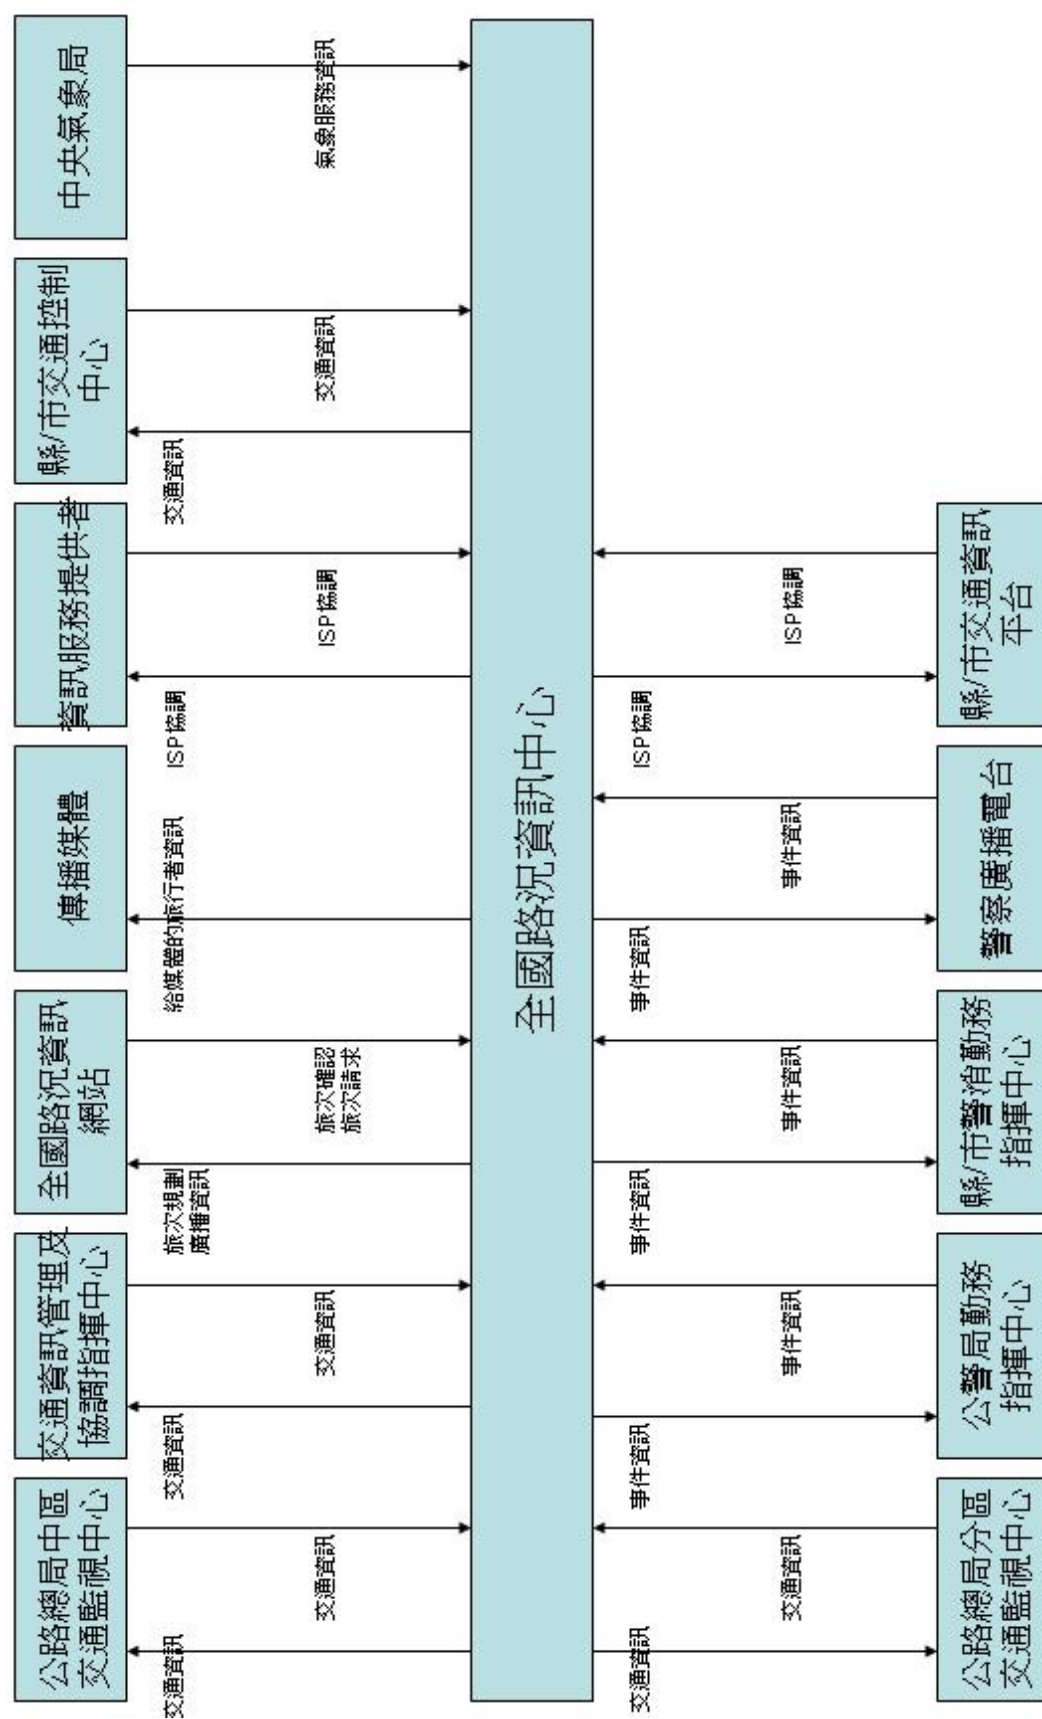 公路總局中區
交通監視中心
交通資訊管理及
協調指揮中心
全國路況資訊
網站
傳播媒體
資訊服務提供者
縣/市交通控制
中心
中央氣象局
交通資訊
交通資訊
旅次規劃
廣播資訊
給媒體的旅行者資訊
ISP協調
交通資訊
交通資訊
交通資訊
旅次確認
旅次請求
ISP協調
交通資訊
氣象服務資訊
全國路況資訊中心
交通資訊
事件資訊
事件資訊
事件資訊
ISP協調
交通資訊
事件資訊
事件資訊
事件資訊
ISP協調
公路總局分區
交通監視中心
公警局勤務
指揮中心
縣/市警消勤務
指揮中心
警察廣播電台
縣/市交通資訊
平台